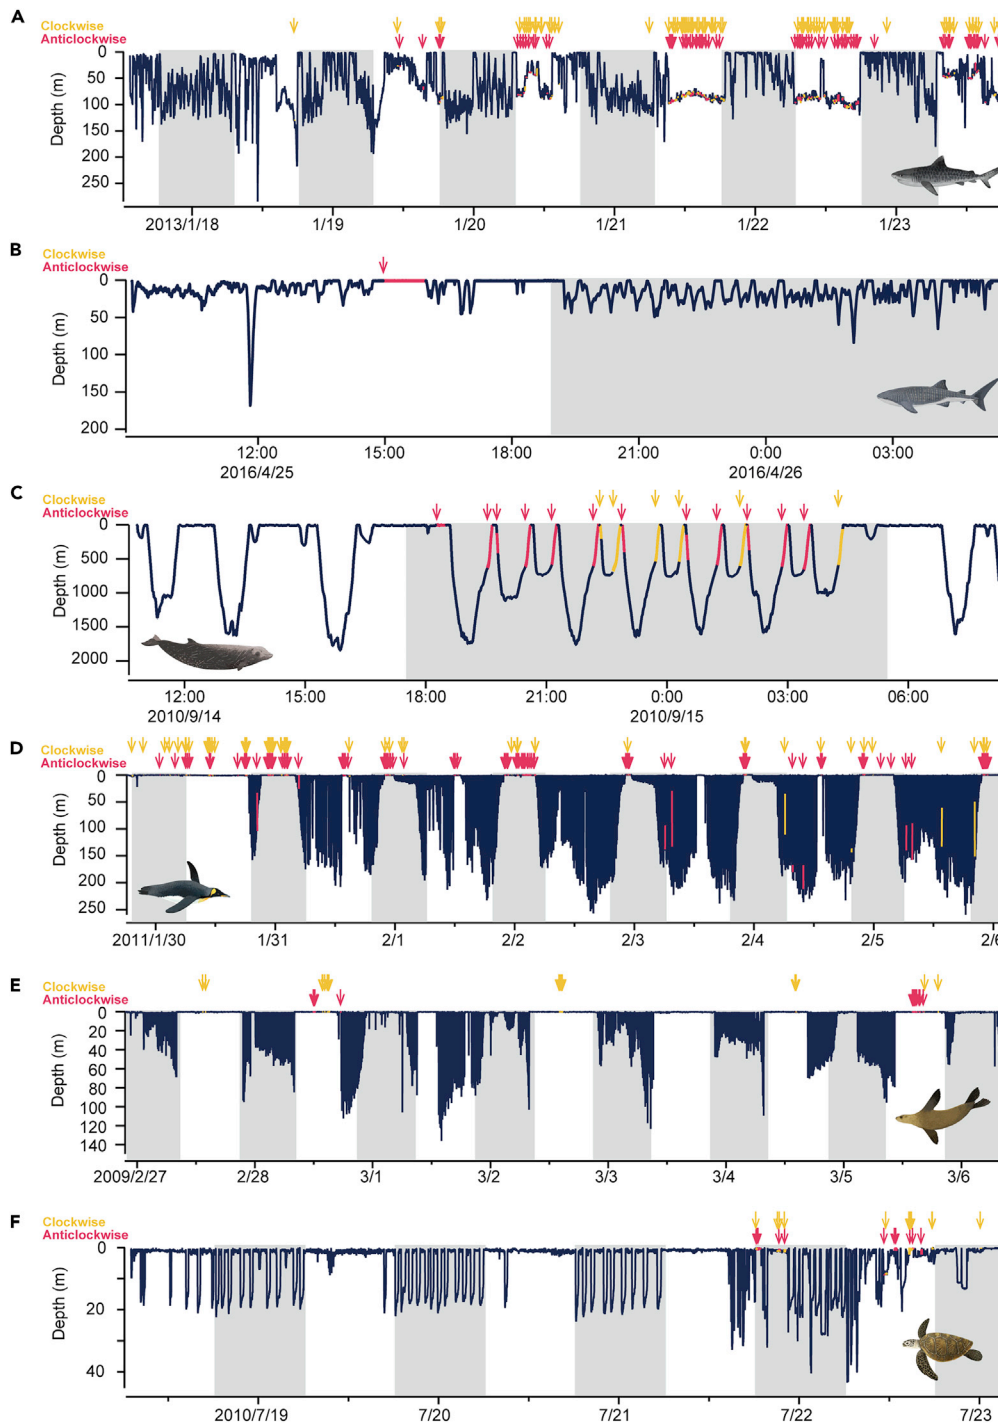 A
Clockwise
Anticlockwise
0
50
100
150
200
250
Depth (m)
2013/1/18 1/19 1/20 1/21 1/22 1/23
B
Clockwise
Anticlockwise
0
50
100
150
200
Depth (m)
12:00 15:00 18:00 21:00 0:00 03:00
2016/4/25 2016/4/26
C
Clockwise
Anticlockwise
0
500
1000
1500
2000
Depth (m)
12:00 15:00 18:00 21:00 0:00 03:00 06:00
2010/9/14 2010/9/15
D
Clockwise
Anticlockwise
0
50
100
150
200
250
Depth (m)
2011/1/30 1/31 2/1 2/2 2/3 2/4 2/5 2/6
E
Clockwise
Anticlockwise
0
20
40
60
80
100
120
140
Depth (m)
2009/2/27 2/28 3/1 3/2 3/3 3/4 3/5 3/6
F
Clockwise
Anticlockwise
0
20
40
Depth (m)
2010/7/19 7/20 7/21 7/22 7/23